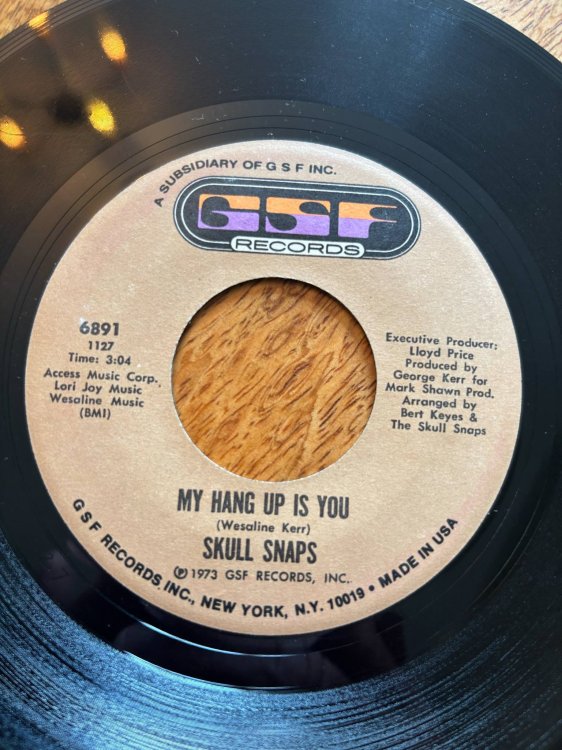 A SUBSIDIARY OF G S F INC.
GSF
RECORDS
6891
1127
Time: 3:04
Access Music Corp.
Lori Joy Music
Wesaline Music
(BMI)
Executive Producer:
Lloyd Price
Produced by
George Kerr for
Mark Shawn Prod.
Arranged by
Bert Keyes &
The Skull Snaps
MY HANG UP IS YOU
(Wesaline Kerr)
SKULL SNAPS
℗ 1973 GSF RECORDS, INC.
G S F RECORDS, INC., NEW YORK, N.Y. 10019 • MADE IN USA